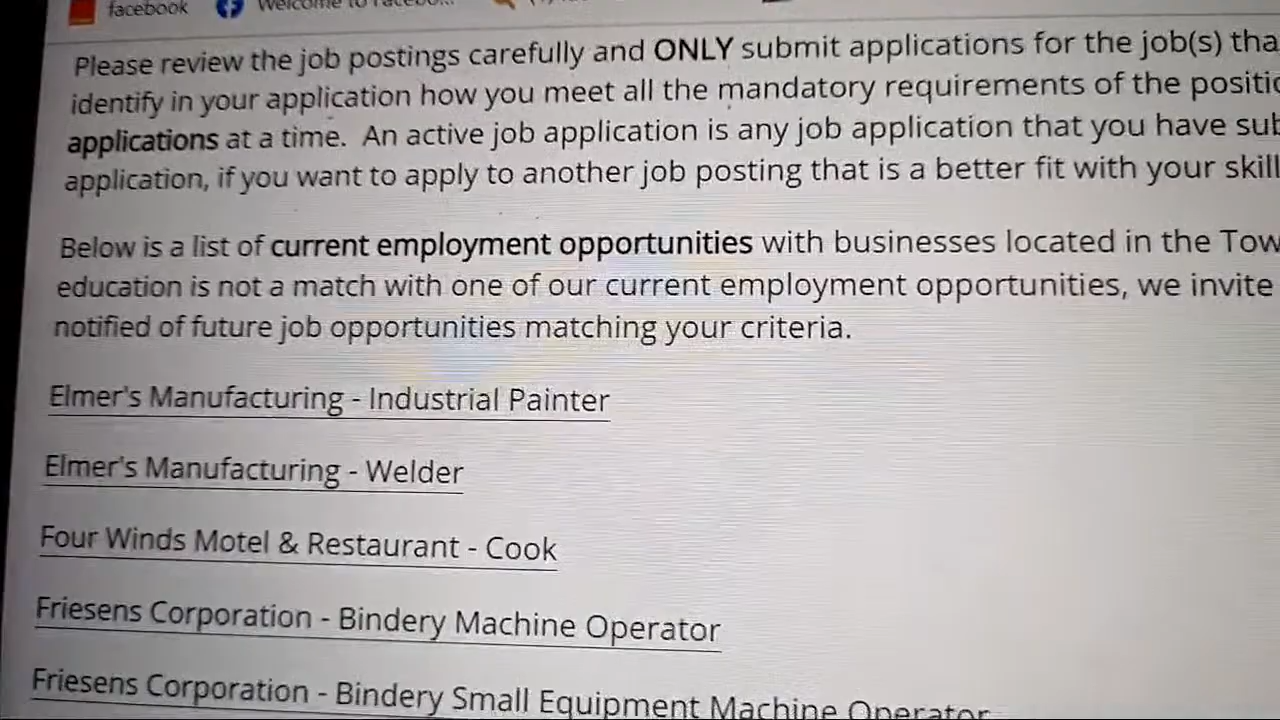 facebook Welcome to Facebo...
Please review the job postings carefully and ONLY submit applications for the job(s) tha
identify in your application how you meet all the mandatory requirements of the positio
applications at a time. An active job application is any job application that you have sub
application, if you want to apply to another job posting that is a better fit with your skill
Below is a list of current employment opportunities with businesses located in the Tow
education is not a match with one of our current employment opportunities, we invite
notified of future job opportunities matching your criteria.
Elmer's Manufacturing - Industrial Painter
Elmer's Manufacturing - Welder
Four Winds Motel & Restaurant - Cook
Friesens Corporation - Bindery Machine Operator
Friesens Corporation - Bindery Small Equipment Machine Operator